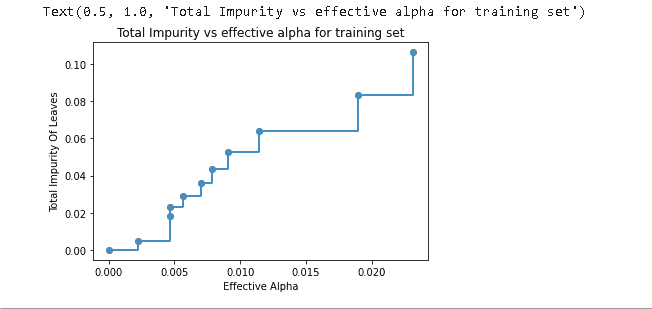 Text(0.5, 1.0, 'Total Impurity vs effective alpha for training set')
Total Impurity vs effective alpha for training set
Total Impurity Of Leaves
0.10
0.08
0.06
0.04
0.02
0.00
0.000 0.005 0.010 0.015 0.020
Effective Alpha